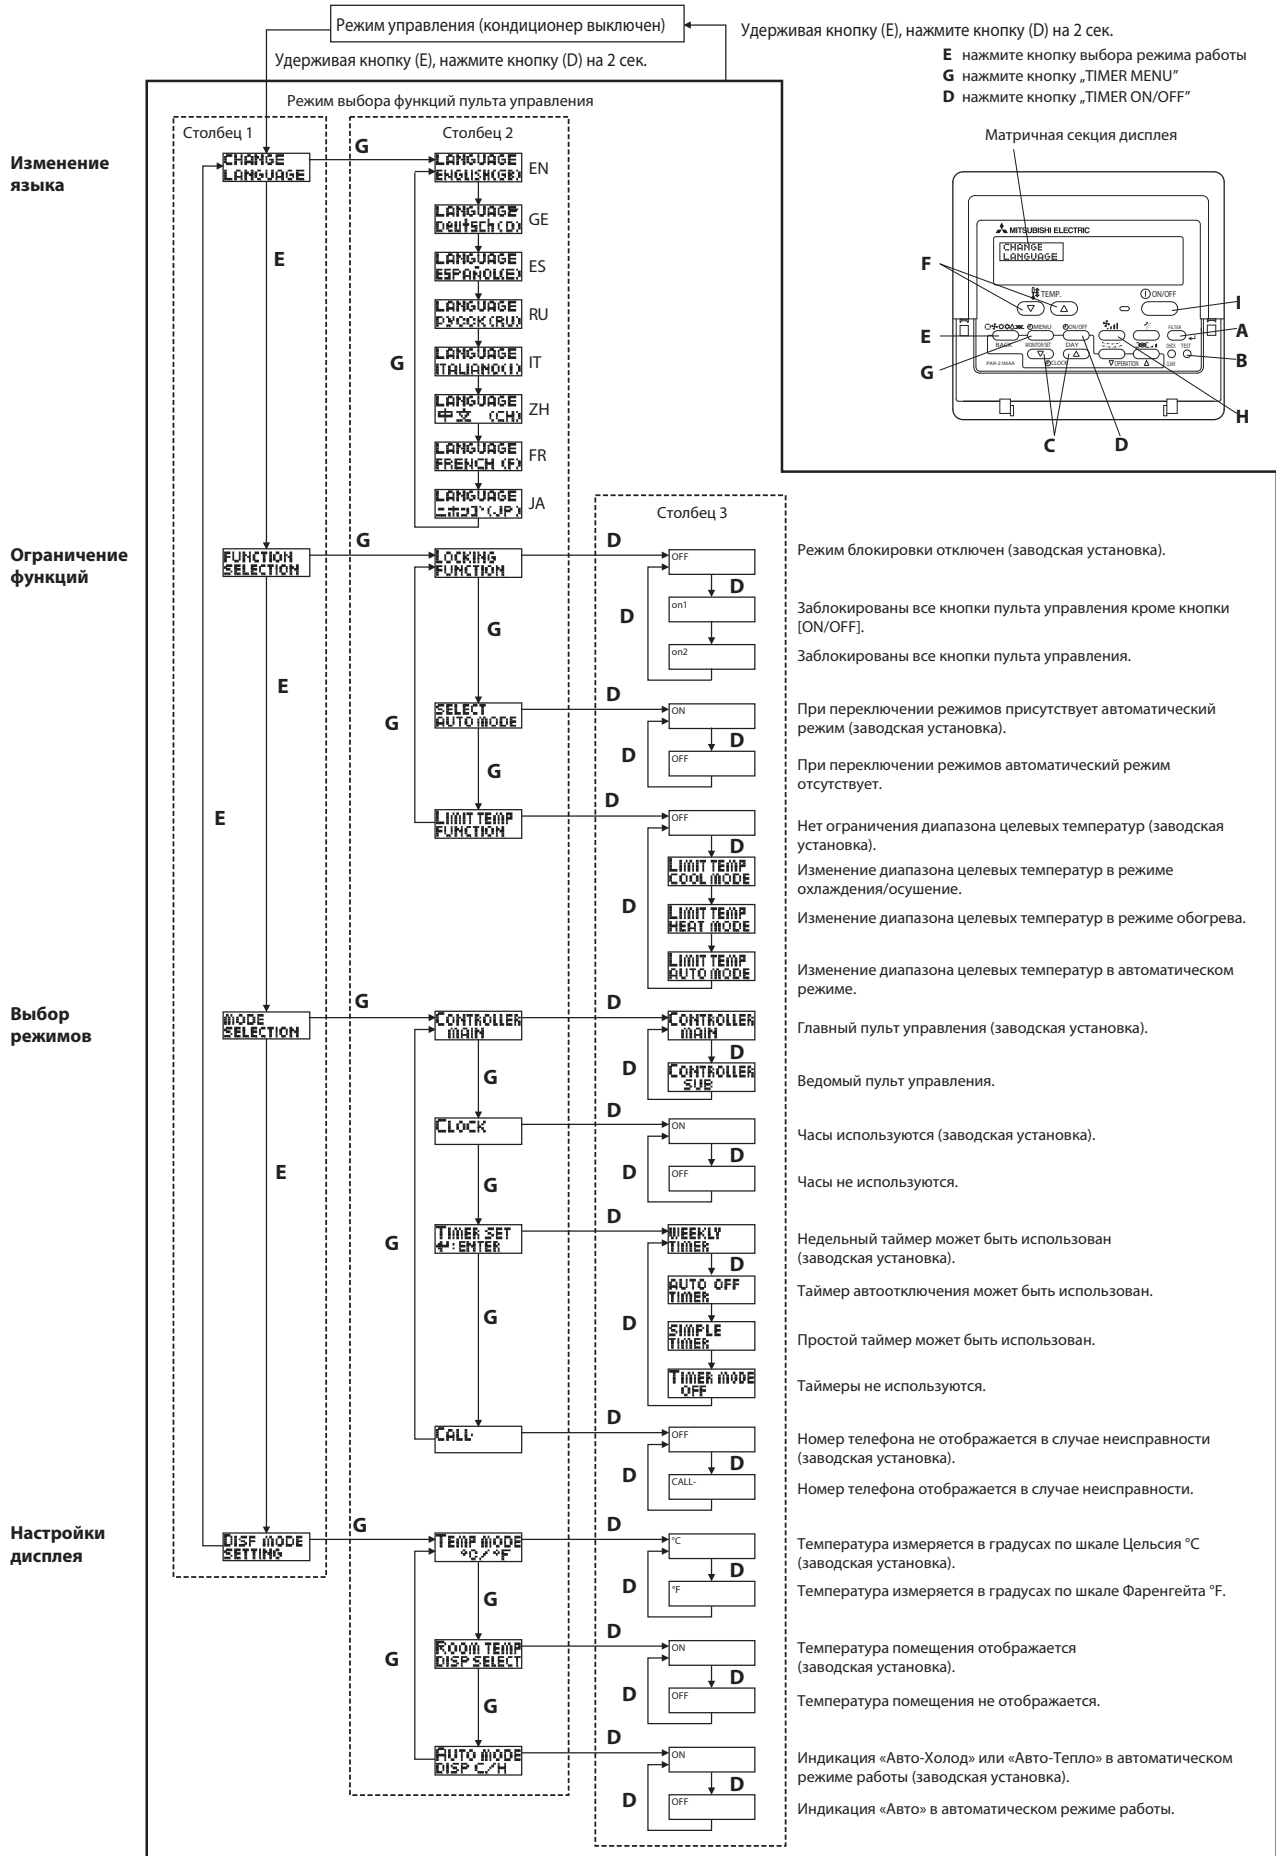 Режим управления (кондиционер выключен)
Удерживая кнопку (E), нажмите кнопку (D) на 2 сек.
Удерживая кнопку (E), нажмите кнопку (D) на 2 сек.
E нажмите кнопку выбора режима работы
G нажмите кнопку „TIMER MENU”
D нажмите кнопку „TIMER ON/OFF”
Матричная секция дисплея
MITSUBISHI ELECTRIC
CHANGE
LANGUAGE
F
TEMP.
ON/OFF
I
E
MENU
ON/OFF
FILTER
A
BACK
MONITOR/SET
DAY
CHECK
TEST
B
G
PAR-21MAA
CLOCK
OPERATION
CLEAR
H
C
D
Режим выбора функций пульта управления
Столбец 1
Столбец 2
Изменение
языка
CHANGE
LANGUAGE
G
LANGUAGE
ENGLISH(GB)
EN
LANGUAGE
Deutsch(D)
GE
E
LANGUAGE
ESPAÑOL(E)
ES
LANGUAGE
Русск(RU)
RU
G
LANGUAGE
ITALIANO(I)
IT
LANGUAGE
中文 (CH)
ZH
LANGUAGE
FRENCH (F)
FR
LANGUAGE
ニホンゴ(JP)
JA
Столбец 3
Ограничение
функций
FUNCTION
SELECTION
G
LOCKING
FUNCTION
D
OFF
Режим блокировки отключен (заводская установка).
D
G
D
on1
Заблокированы все кнопки пульта управления кроме кнопки
[ON/OFF].
on2
Заблокированы все кнопки пульта управления.
E
G
SELECT
AUTO MODE
D
ON
При переключении режимов присутствует автоматический
режим (заводская установка).
D
G
D
OFF
При переключении режимов автоматический режим
отсутствует.
E
LIMIT TEMP
FUNCTION
D
OFF
Нет ограничения диапазона целевых температур (заводская
установка).
D
LIMIT TEMP
COOL MODE
Изменение диапазона целевых температур в режиме
охлаждения/осушение.
D
LIMIT TEMP
HEAT MODE
Изменение диапазона целевых температур в режиме обогрева.
LIMIT TEMP
AUTO MODE
Изменение диапазона целевых температур в автоматическом
режиме.
Выбор
режимов
MODE
SELECTION
G
CONTROLLER
MAIN
D
CONTROLLER
MAIN
Главный пульт управления (заводская установка).
D
G
D
CONTROLLER
SUB
Ведомый пульт управления.
CLOCK
D
ON
Часы используются (заводская установка).
D
E
G
D
OFF
Часы не используются.
G
TIMER SET
↵:ENTER
D
WEEKLY
TIMER
Недельный таймер может быть использован
(заводская установка).
D
AUTO OFF
TIMER
Таймер автоотключения может быть использован.
G
D
SIMPLE
TIMER
Простой таймер может быть использован.
TIMER MODE
OFF
Таймеры не используются.
CALL-
D
OFF
Номер телефона не отображается в случае неисправности
(заводская установка).
D
D
CALL-
Номер телефона отображается в случае неисправности.
Настройки
дисплея
DISP MODE
SETTING
G
TEMP MODE
°C/°F
D
°C
Температура измеряется в градусах по шкале Цельсия °C
(заводская установка).
D
G
D
°F
Температура измеряется в градусах по шкале Фаренгейта °F.
G
ROOM TEMP
DISP SELECT
D
ON
Температура помещения отображается
(заводская установка).
D
G
D
OFF
Температура помещения не отображается.
AUTO MODE
DISP C/H
D
ON
Индикация «Авто-Холод» или «Авто-Тепло» в автоматическом
режиме работы (заводская установка).
D
D
OFF
Индикация «Авто» в автоматическом режиме работы.